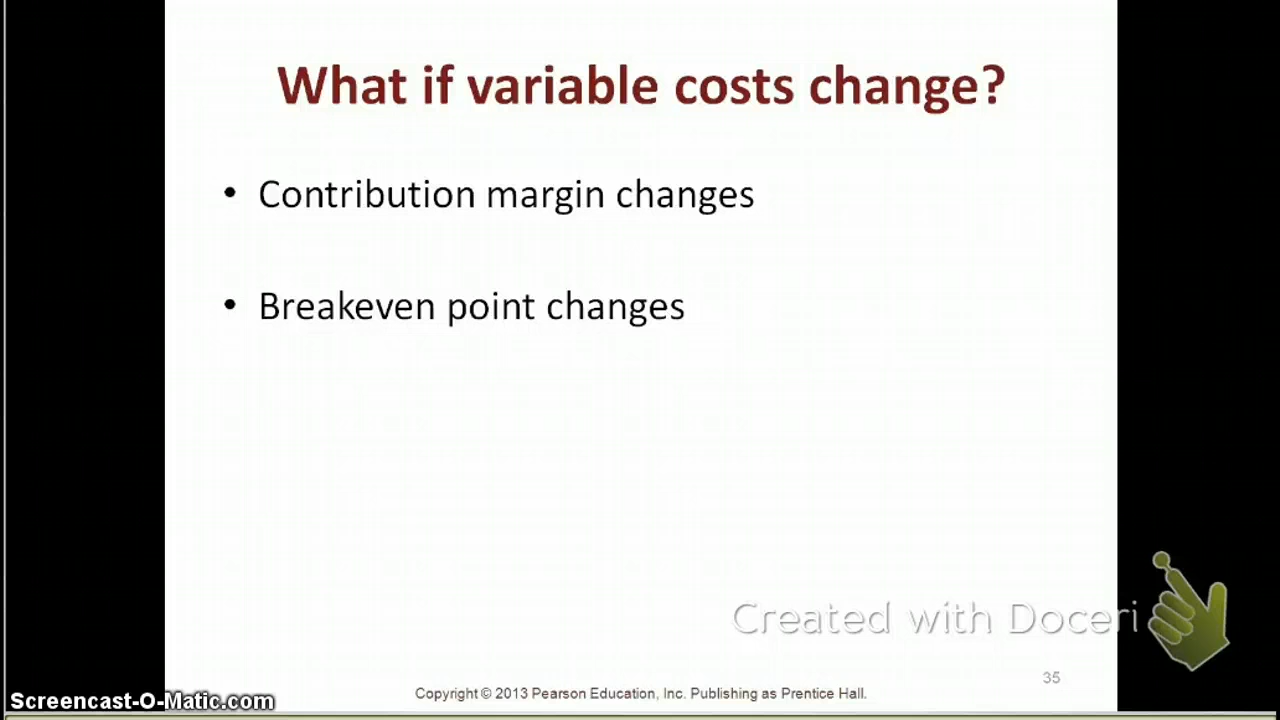 What if variable costs change?
• Contribution margin changes
• Breakeven point changes
Created with Doceri
35
Copyright © 2013 Pearson Education, Inc. Publishing as Prentice Hall.
Screencast-O-Matic.com